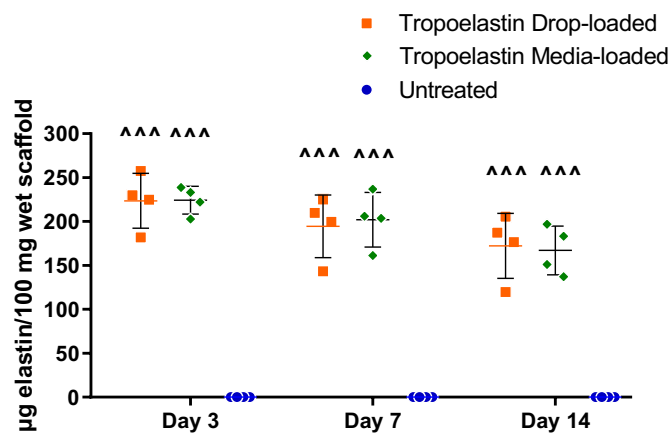 Tropoelastin Drop-loaded
Tropoelastin Media-loaded
Untreated
µg elastin/100 mg wet scaffold
300
250
200
150
100
50
0
^^^ ^^^
^^^ ^^^
^^^ ^^^
Day 3 Day 7 Day 14